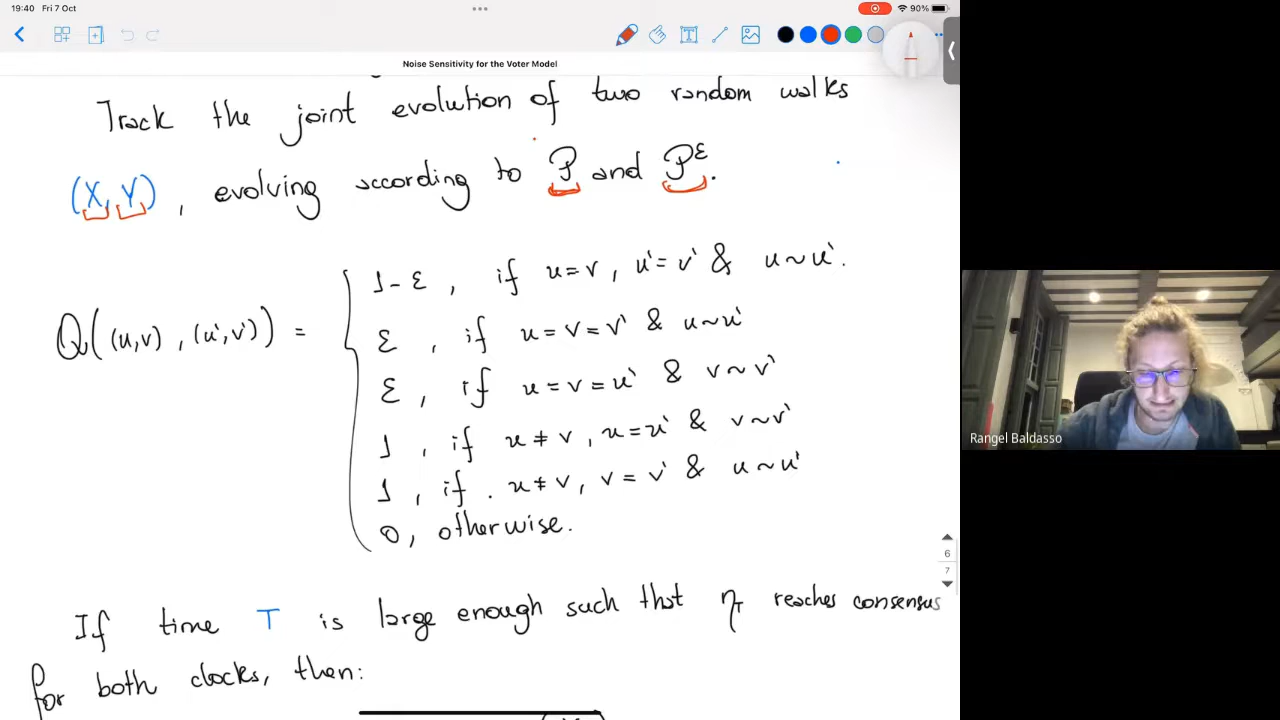 19:40 Fri 7 Oct
90%
Noise Sensitivity for the Voter Model
Track the joint evolution of two random walks
(X, Y), evolving according to P and P^ε.
Q((u,v), (u',v')) =
1-ε, if u=v, u'=v' & u~u'.
ε, if u=v=v' & u~u'
ε, if u=v=u' & v~v'
1, if u≠v, u=u' & v~v'
1, if. u≠v, v=v' & u~u'
0, otherwise.
If time T is large enough such that η_T reaches consensus
for both clocks, then:
6
7
Rangel Baldasso